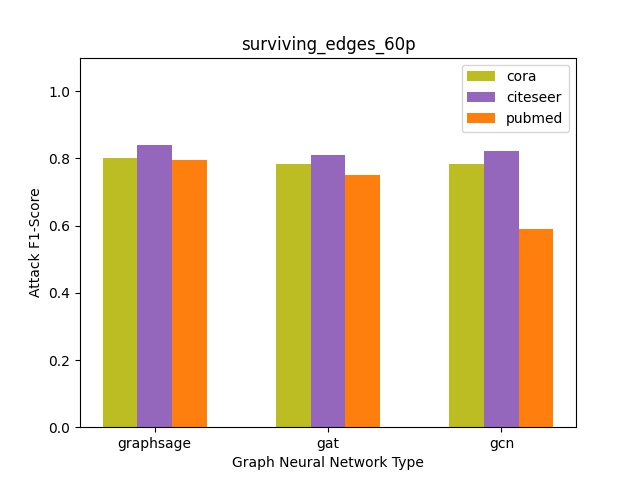 surviving_edges_60p
cora
citeseer
pubmed
1.0
0.8
0.6
0.4
0.2
0.0
Attack F1-Score
graphsage
gat
gcn
Graph Neural Network Type